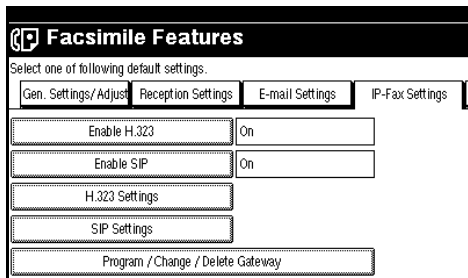 Facsimile Features
Select one of following default settings.
Gen. Settings/Adjust Reception Settings E-mail Settings IP-Fax Settings
Enable H.323 On
Enable SIP On
H.323 Settings
SIP Settings
Program / Change / Delete Gateway